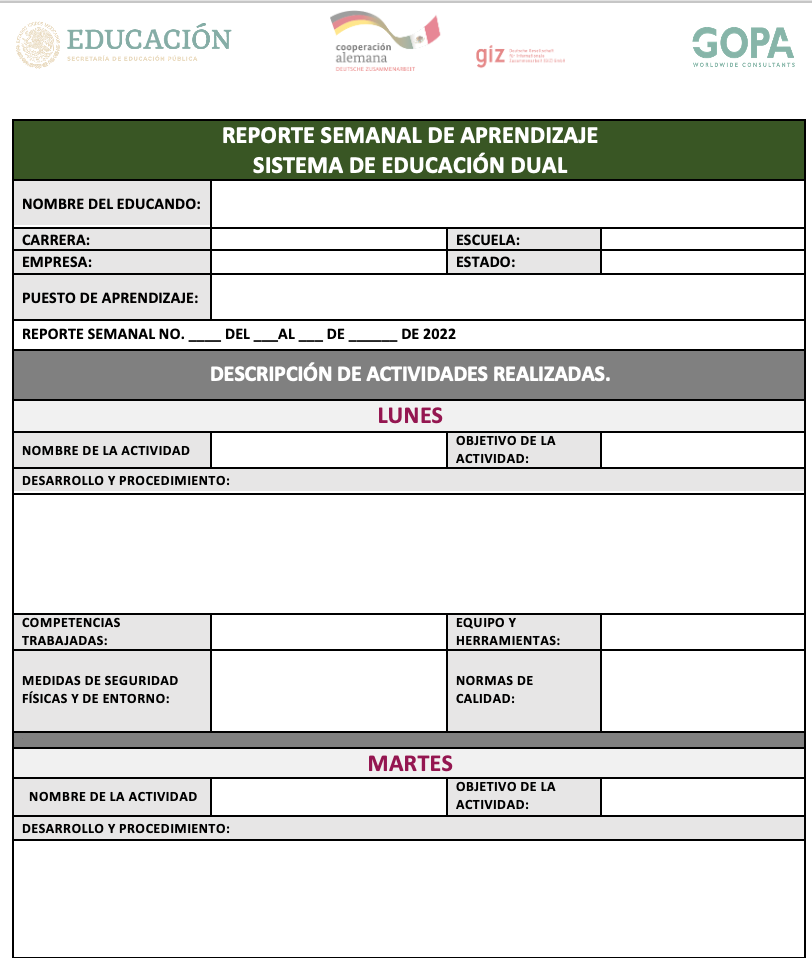 EDUCACIÓN
SECRETARÍA DE EDUCACIÓN PÚBLICA
cooperación
alemana
DEUTSCHE ZUSAMMENARBEIT
giz
Deutsche Gesellschaft
für Internationale
Zusammenarbeit (GIZ) GmbH
GOPA
WORLDWIDE CONSULTANTS
REPORTE SEMANAL DE APRENDIZAJE
SISTEMA DE EDUCACIÓN DUAL
NOMBRE DEL EDUCANDO:
CARRERA:
ESCUELA:
EMPRESA:
ESTADO:
PUESTO DE APRENDIZAJE:
REPORTE SEMANAL NO. ____ DEL ___AL ___ DE ______ DE 2022
DESCRIPCIÓN DE ACTIVIDADES REALIZADAS.
LUNES
NOMBRE DE LA ACTIVIDAD
OBJETIVO DE LA
ACTIVIDAD:
DESARROLLO Y PROCEDIMIENTO:
COMPETENCIAS
TRABAJADAS:
EQUIPO Y
HERRAMIENTAS:
MEDIDAS DE SEGURIDAD
FÍSICAS Y DE ENTORNO:
NORMAS DE
CALIDAD:
MARTES
NOMBRE DE LA ACTIVIDAD
OBJETIVO DE LA
ACTIVIDAD:
DESARROLLO Y PROCEDIMIENTO: